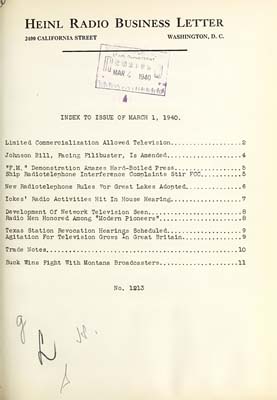 HEINL RADIO BUSINESS LETTER
2400 CALIFORNIA STREET WASHINGTON, D. C.
MAR 4 1940
INDEX TO ISSUE OF MARCH 1, 1940.
Limited Commercialization Allowed Television.................2
Johnson Bill, Facing Filibuster, Is Amended..................4
"F.M." Demonstration Amazes Hard-Boiled Press................5
Ship Radiotelephone Interference Complaints Stir FCC.........5
New Radiotelephone Rules For Great Lakes Adopted.............6
Ickes' Radio Activities Hit In House Hearing.................7
Development Of Network Television Seen.......................8
Radio Men Honored Among "Modern Pioneers"....................8
Texas Station Revocation Hearings Scheduled..................9
Agitation For Television Grows In Great Britain..............9
Trade Notes.................................................10
Buck Wins Fight With Montana Broadcasters...................11
No. 1213